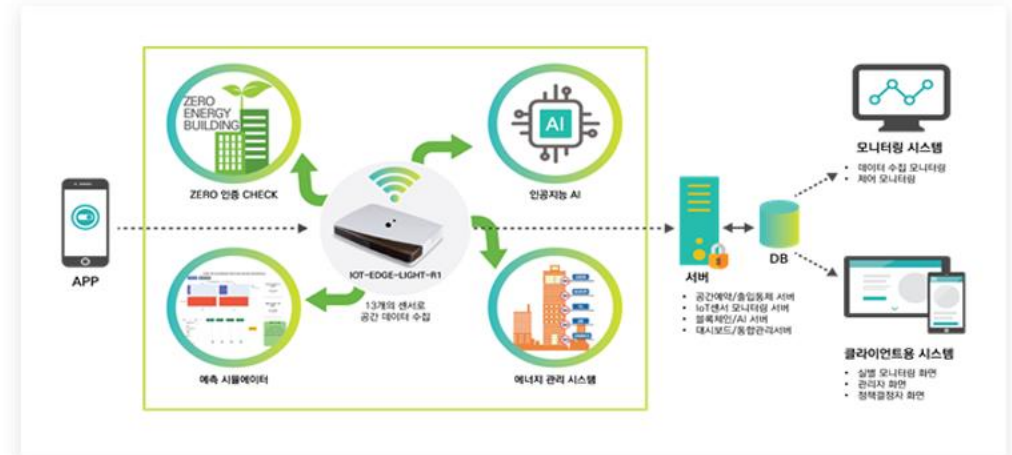 ZERO
ENERGY
BUILDING
ZERO 인증 CHECK
AI
인공지능 AI
APP
IOT-EDGE-LIGHT-R1
13개의 센서로
공간 데이터 수집
예측 시뮬에이터
에너지 관리 시스템
서버
• 공간예약/출입통제 서버
• IoT센서 모니터링 서버
• 블록체인/AI 서버
• 대시보드/통합관리서버
DB
모니터링 시스템
• 데이터 수집 모니터링
• 제어 모니터링
클라이언트용 시스템
• 실별 모니터링 화면
• 관리자 화면
• 정책결정자 화면